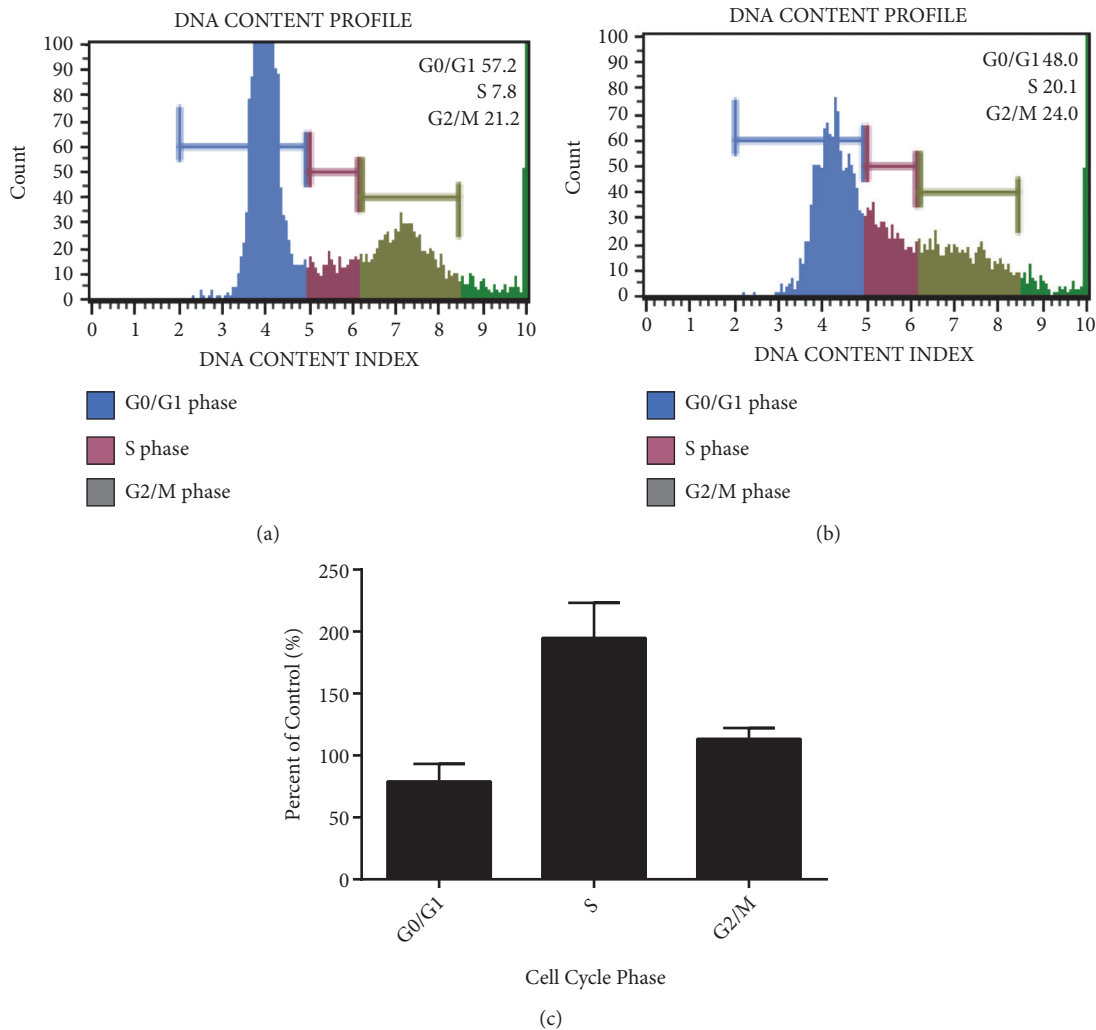 DNA CONTENT PROFILE
100
90
80
70
60
50
40
30
20
10
0
Count
G0/G1 57.2
S 7.8
G2/M 21.2
0 1 2 3 4 5 6 7 8 9 10
DNA CONTENT INDEX
G0/G1 phase
S phase
G2/M phase
(a)
DNA CONTENT PROFILE
100
90
80
70
60
50
40
30
20
10
0
Count
G0/G148.0
S 20.1
G2/M 24.0
0 1 2 3 4 5 6 7 8 9 10
DNA CONTENT INDEX
G0/G1 phase
S phase
G2/M phase
(b)
250
200
150
100
50
0
Percent of Control (%)
G0/G1
S
G2/M
Cell Cycle Phase
(c)